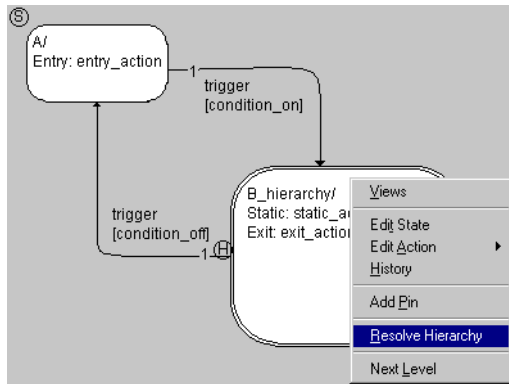 S
A/
Entry: entry_action
1
trigger
[condition_on]
B_hierarchy/
Static: static_a
Exit: exit_action
trigger
[condition_off]
1
H
Views
Edit State
Edit Action
History
Add Pin
Resolve Hierarchy
Next Level